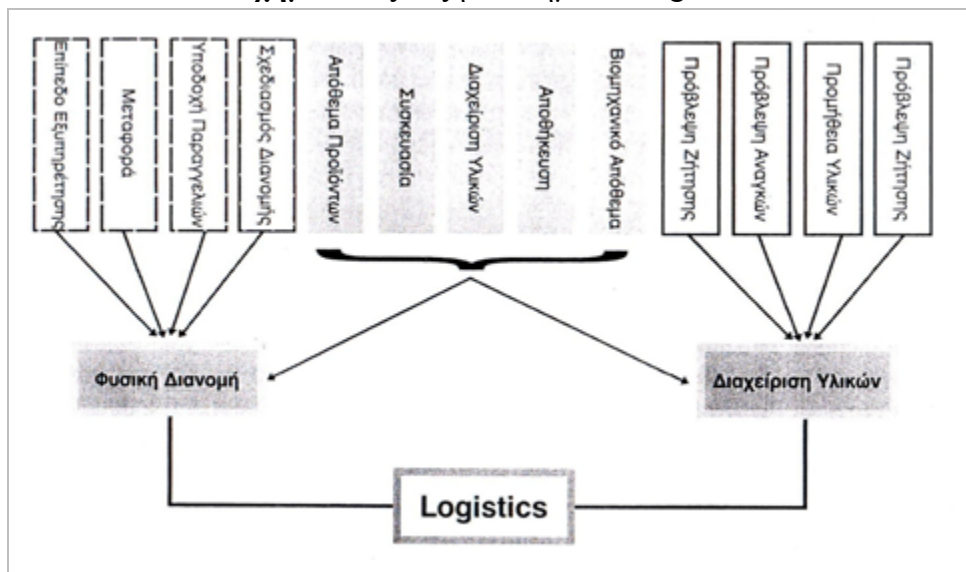 Επίπεδο Εξυπηρέτησης
Μεταφορά
Υποδοχή Παραγγελιών
Σχεδιασμός Διανομής
Απόθεμα Προϊόντων
Συσκευασία
Διαχείριση Υλικών
Αποθήκευση
Βιομηχανικό Απόθεμα
Πρόβλεψη Ζήτησης
Πρόβλεψη Αναγκών
Προμήθεια Υλικών
Πρόβλεψη Ζήτησης
Φυσική Διανομή
Διαχείριση Υλικών
Logistics